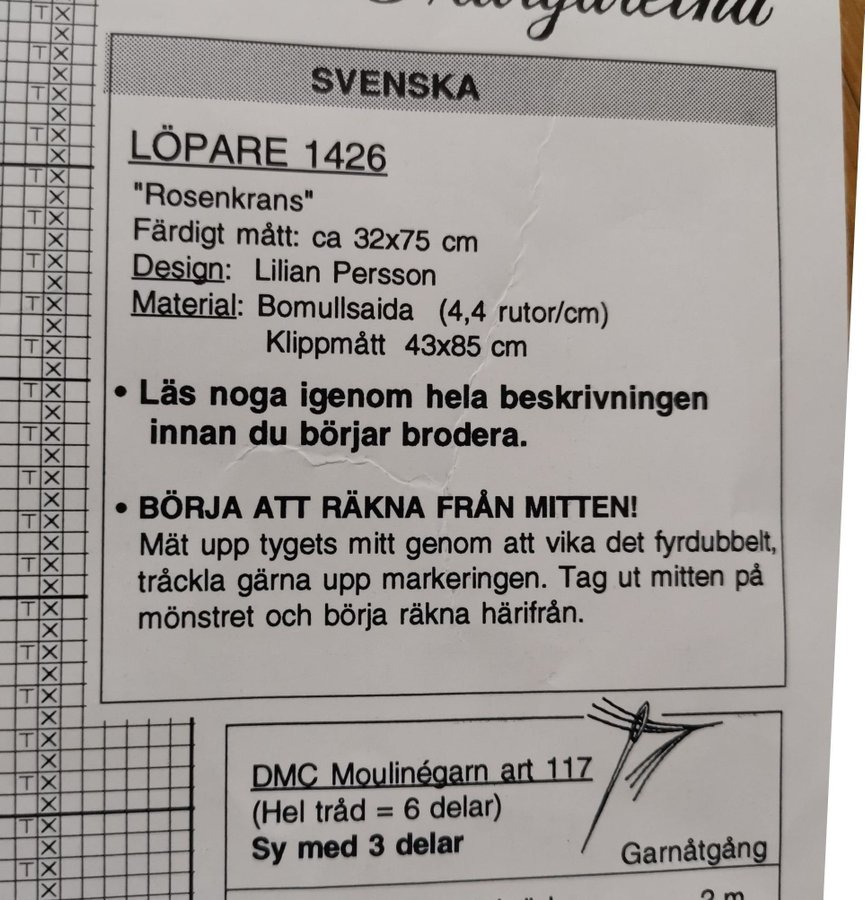 Margaretha
SVENSKA
LÖPARE 1426
"Rosenkrans"
Färdigt mått: ca 32x75 cm
Design: Lilian Persson
Material: Bomullsaida (4,4 rutor/cm)
Klippmått 43x85 cm
• Läs noga igenom hela beskrivningen
innan du börjar brodera.
• BÖRJA ATT RÄKNA FRÅN MITTEN!
Mät upp tygets mitt genom att vika det fyrdubbelt,
tråckla gärna upp markeringen. Tag ut mitten på
mönstret och börja räkna härifrån.
DMC Moulinégarn art 117
(Hel tråd = 6 delar)
Sy med 3 delar
Garnåtgång
2 m